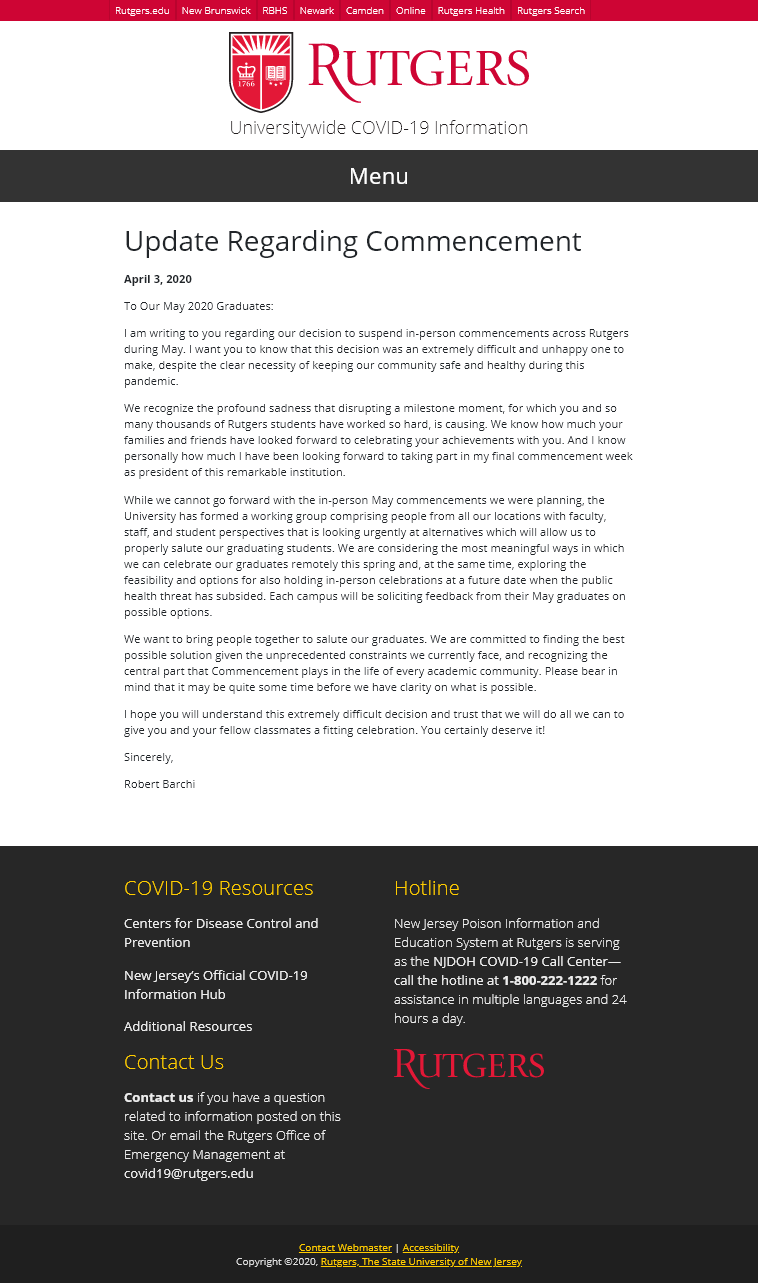 Rutgers.edu New Brunswick RBHS Newark Camden Online Rutgers Health Rutgers Search
1766
RUTGERS
Universitywide COVID-19 Information
Menu
Update Regarding Commencement
April 3, 2020
To Our May 2020 Graduates:
I am writing to you regarding our decision to suspend in-person commencements across Rutgers
during May. I want you to know that this decision was an extremely difficult and unhappy one to
make, despite the clear necessity of keeping our community safe and healthy during this
pandemic.
We recognize the profound sadness that disrupting a milestone moment, for which you and so
many thousands of Rutgers students have worked so hard, is causing. We know how much your
families and friends have looked forward to celebrating your achievements with you. And I know
personally how much I have been looking forward to taking part in my final commencement week
as president of this remarkable institution.
While we cannot go forward with the in-person May commencements we were planning, the
University has formed a working group comprising people from all our locations with faculty,
staff, and student perspectives that is looking urgently at alternatives which will allow us to
properly salute our graduating students. We are considering the most meaningful ways in which
we can celebrate our graduates remotely this spring and, at the same time, exploring the
feasibility and options for also holding in-person celebrations at a future date when the public
health threat has subsided. Each campus will be soliciting feedback from their May graduates on
possible options.
We want to bring people together to salute our graduates. We are committed to finding the best
possible solution given the unprecedented constraints we currently face, and recognizing the
central part that Commencement plays in the life of every academic community. Please bear in
mind that it may be quite some time before we have clarity on what is possible.
I hope you will understand this extremely difficult decision and trust that we will do all we can to
give you and your fellow classmates a fitting celebration. You certainly deserve it!
Sincerely,
Robert Barchi
COVID-19 Resources
Centers for Disease Control and
Prevention
New Jersey's Official COVID-19
Information Hub
Additional Resources
Contact Us
Contact us if you have a question
related to information posted on this
site. Or email the Rutgers Office of
Emergency Management at
covid19@rutgers.edu
Hotline
New Jersey Poison Information and
Education System at Rutgers is serving
as the NJDOH COVID-19 Call Center—
call the hotline at 1-800-222-1222 for
assistance in multiple languages and 24
hours a day.
RUTGERS
Contact Webmaster | Accessibility
Copyright ©2020, Rutgers, The State University of New Jersey